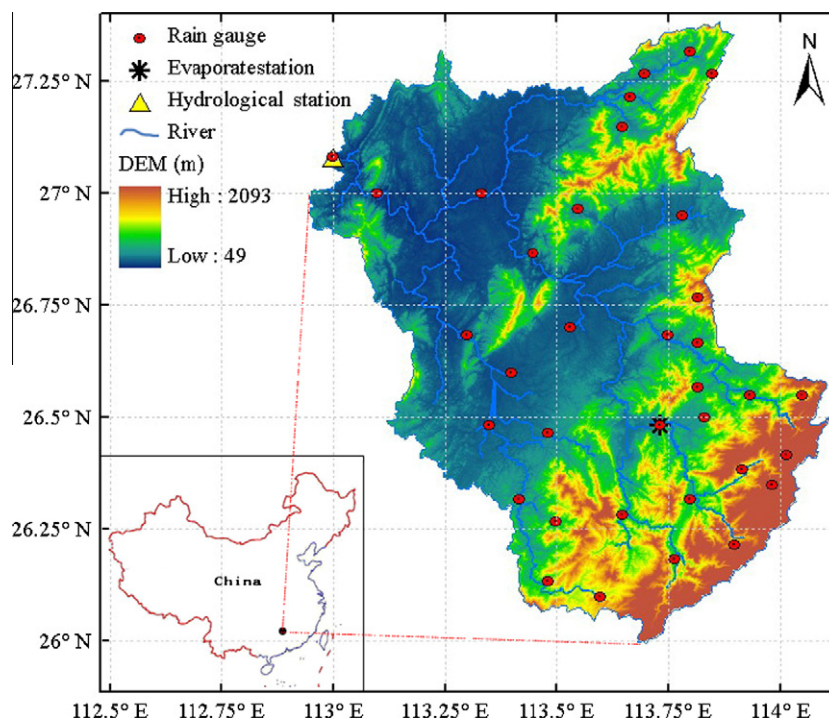 Rain gauge
Evaporatestation
Hydrological station
River
DEM (m)
High : 2093
Low : 49
N
27.25° N
27° N
26.75° N
26.5° N
26.25° N
26° N
China
112.5° E
112.75° E
113° E
113.25° E
113.5° E
113.75° E
114° E